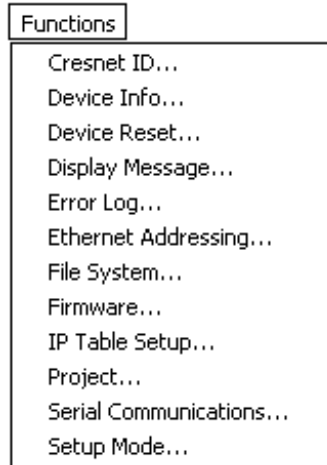 Functions
Cresnet ID...
Device Info...
Device Reset...
Display Message...
Error Log...
Ethernet Addressing...
File System...
Firmware...
IP Table Setup...
Project...
Serial Communications...
Setup Mode...